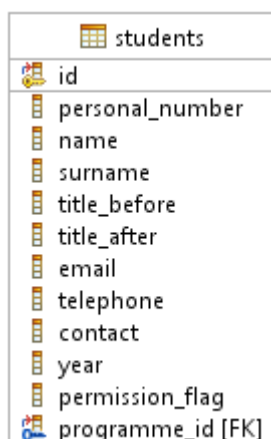 students
id
personal_number
name
surname
title_before
title_after
email
telephone
contact
year
permission_flag
programme_id [FK]